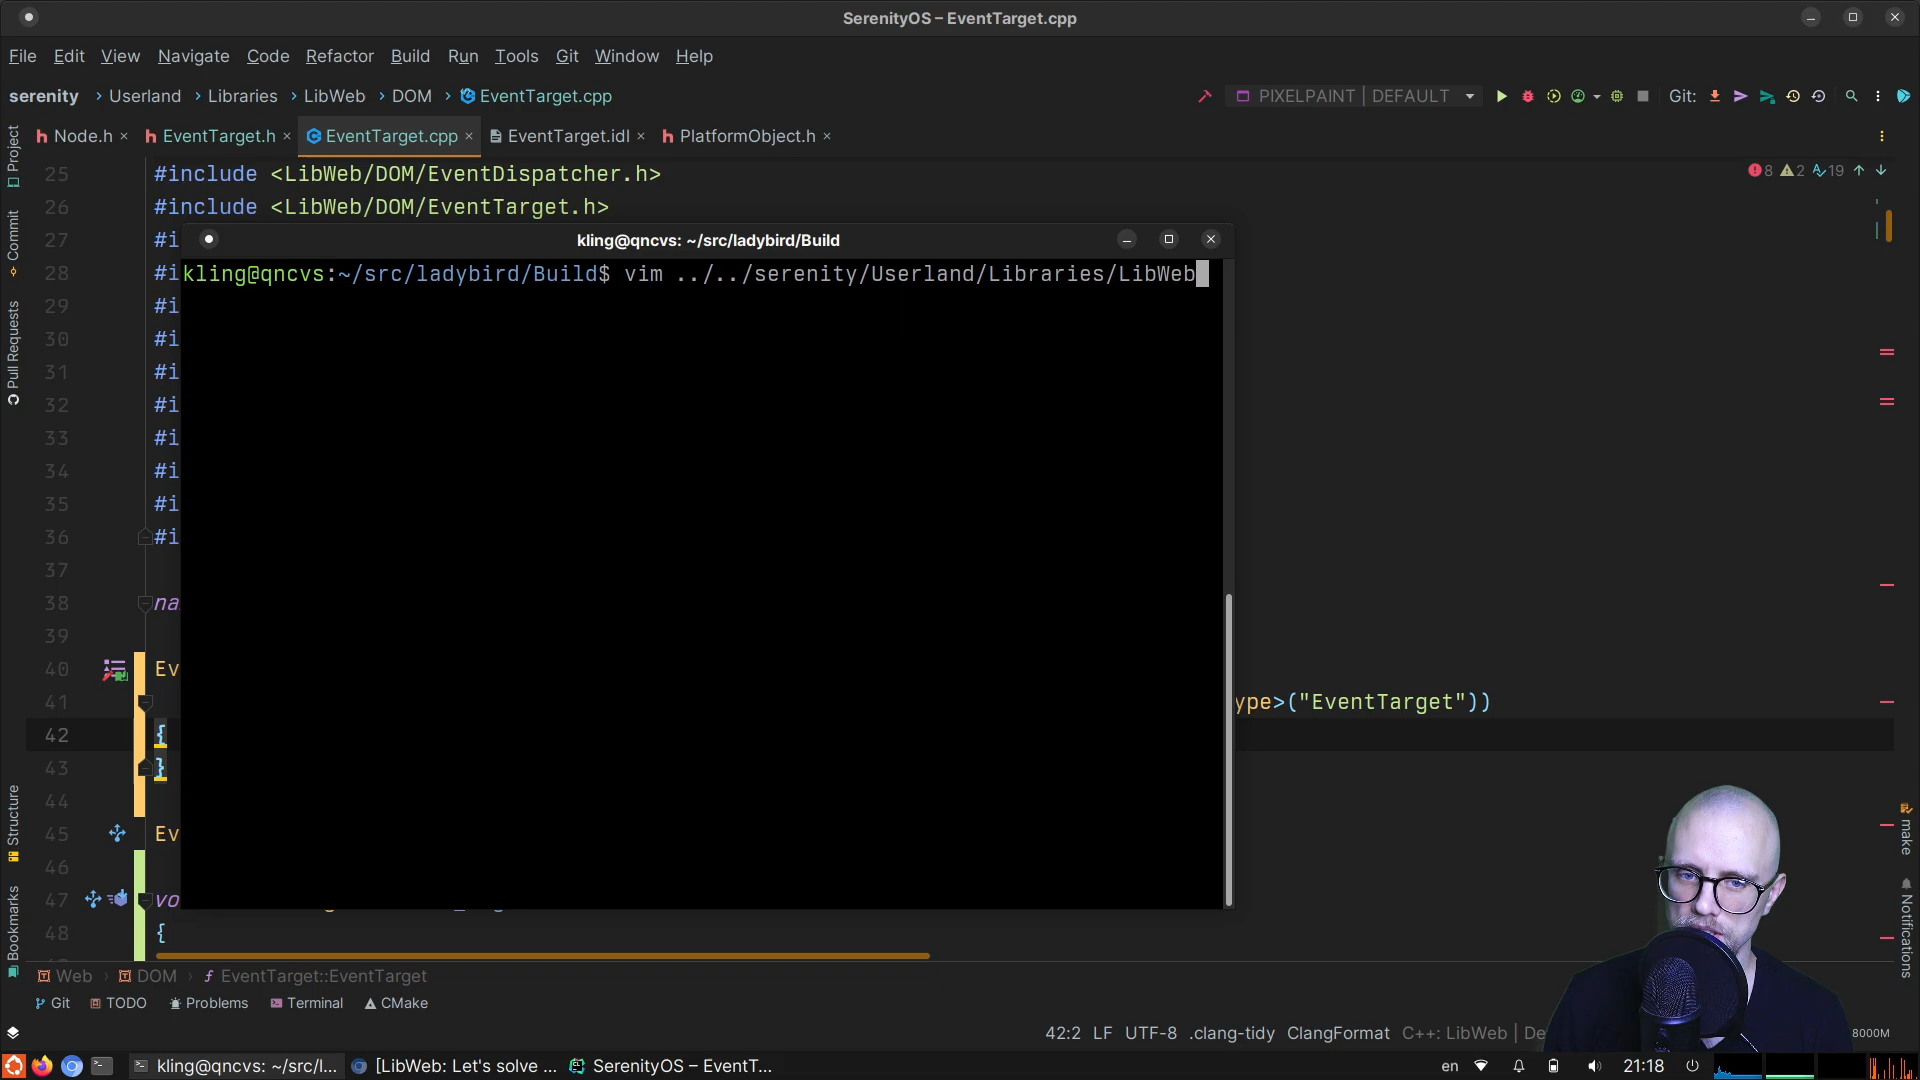 SerenityOS – EventTarget.cpp
File Edit View Navigate Code Refactor Build Run Tools Git Window Help
serenity Userland Libraries LibWeb DOM EventTarget.cpp PIXELPAINT | DEFAULT Git:
Node.h EventTarget.h EventTarget.cpp EventTarget.idl PlatformObject.h
Project
Commit
Pull Requests
Structure
Bookmarks
8 2 19
25 #include <LibWeb/DOM/EventDispatcher.h>
26 #include <LibWeb/DOM/EventTarget.h>
27 #i
28 #i
29 #i
30 #i
31 #i
32 #i
33 #i
34 #i
35 #i
36 #i
37
38 na
39
40 Ev
41 ype>("EventTarget"))
42 {
43 }
44
45 Ev
46
47 vo
48 {
kling@qncvs: ~/src/ladybird/Build
kling@qncvs:~/src/ladybird/Build$ vim ../../serenity/Userland/Libraries/LibWeb
make
Notifications
Web DOM EventTarget::EventTarget
Git TODO Problems Terminal CMake
42:2 LF UTF-8 .clang-tidy ClangFormat C++: LibWeb | De 8000M
kling@qncvs: ~/src/l... [LibWeb: Let's solve ... SerenityOS – EventT... en 21:18